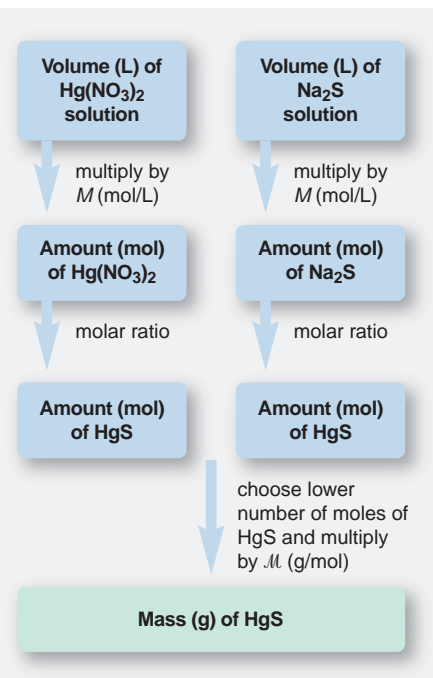 Volume (L) of
Hg(NO3)2
solution
Volume (L) of
Na2S
solution
multiply by
M (mol/L)
multiply by
M (mol/L)
Amount (mol)
of Hg(NO3)2
Amount (mol)
of Na2S
molar ratio
molar ratio
Amount (mol)
of HgS
Amount (mol)
of HgS
choose lower
number of moles of
HgS and multiply
by ℳ (g/mol)
Mass (g) of HgS